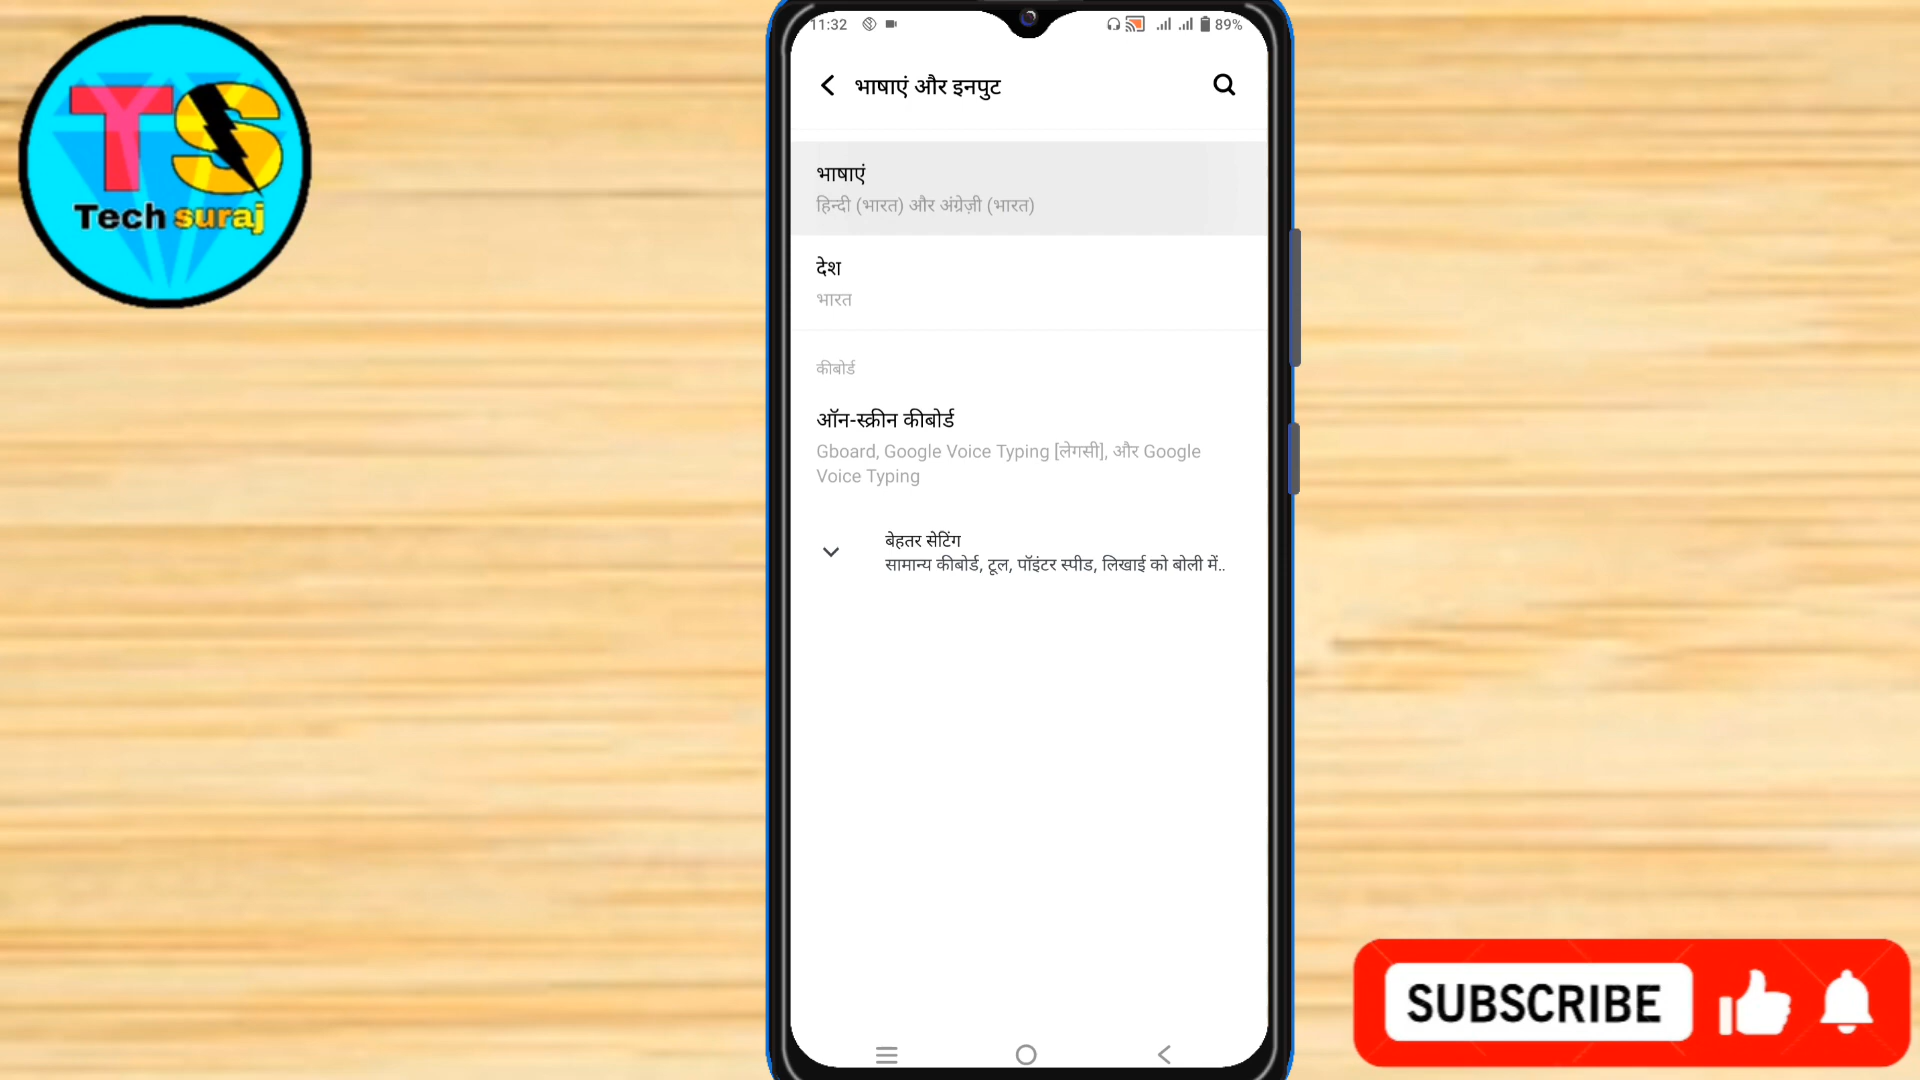 TS
Tech suraj
11:32
89%
भाषाएं और इनपुट
भाषाएं
हिन्दी (भारत) और अंग्रेज़ी (भारत)
देश
भारत
कीबोर्ड
ऑन-स्क्रीन कीबोर्ड
Gboard, Google Voice Typing [लेगसी], और Google
Voice Typing
बेहतर सेटिंग
सामान्य कीबोर्ड, टूल, पॉइंटर स्पीड, लिखाई को बोली में..
SUBSCRIBE